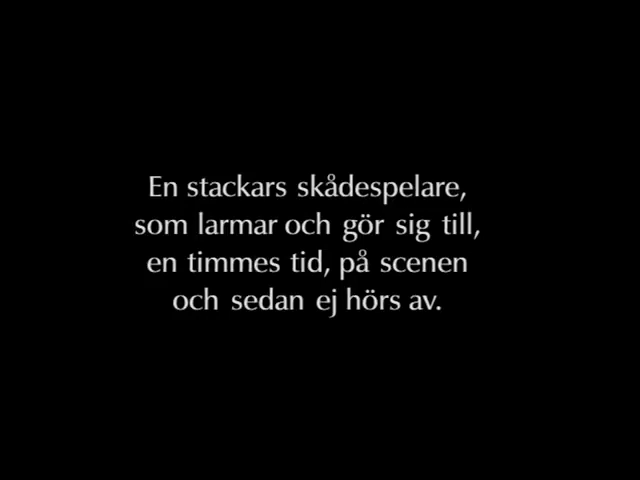 En stackars skådespelare,
som larmar och gör sig till,
en timmes tid, på scenen
och sedan ej hörs av.